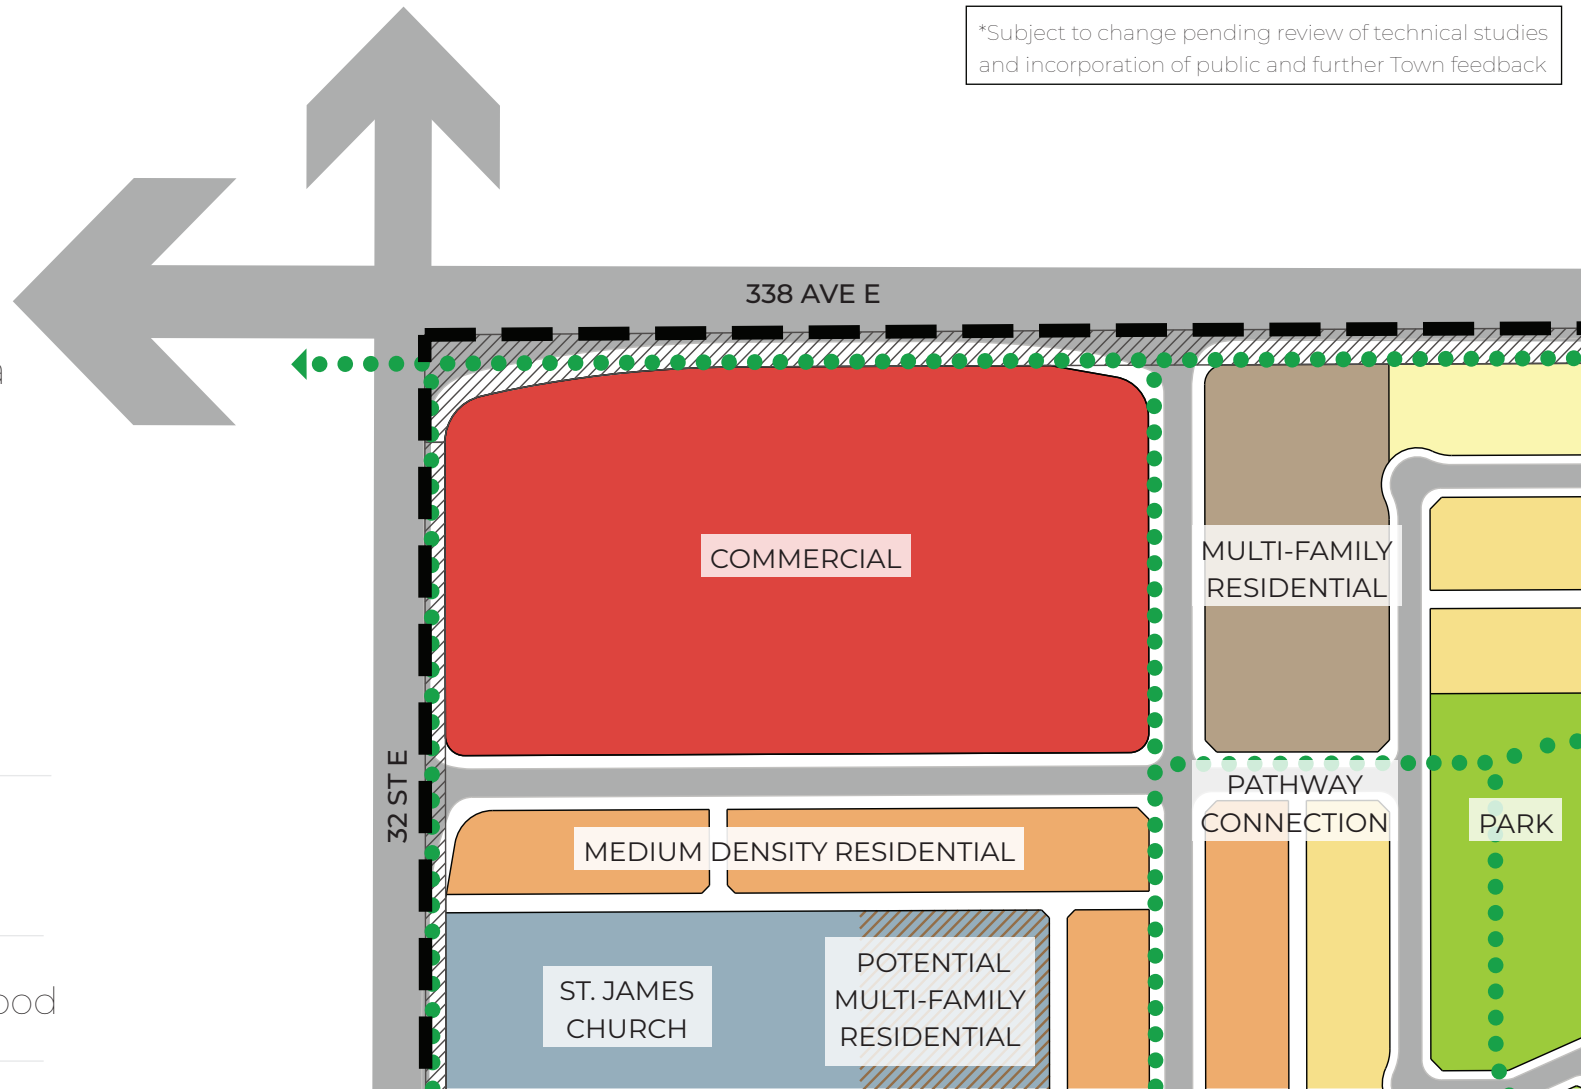 *Subject to change pending review of technical studies
and incorporation of public and further Town feedback
338 AVE E
COMMERCIAL
MULTI-FAMILY
RESIDENTIAL
32 ST E
PATHWAY
CONNECTION
PARK
MEDIUM DENSITY RESIDENTIAL
ST. JAMES
CHURCH
POTENTIAL
MULTI-FAMILY
RESIDENTIAL